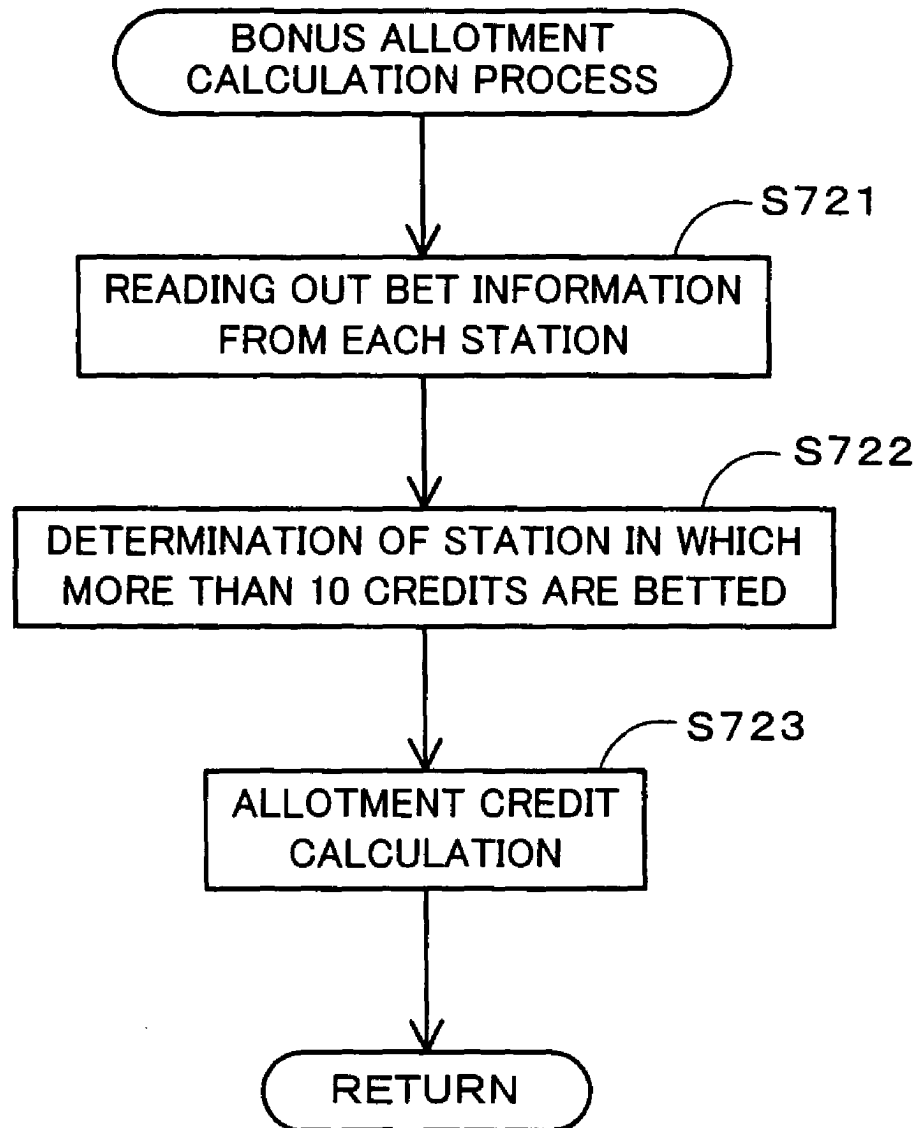 BONUS ALLOTMENT
CALCULATION PROCESS
S721
READING OUT BET INFORMATION
FROM EACH STATION
S722
DETERMINATION OF STATION IN WHICH
MORE THAN 10 CREDITS ARE BETTED
S723
ALLOTMENT CREDIT
CALCULATION
RETURN